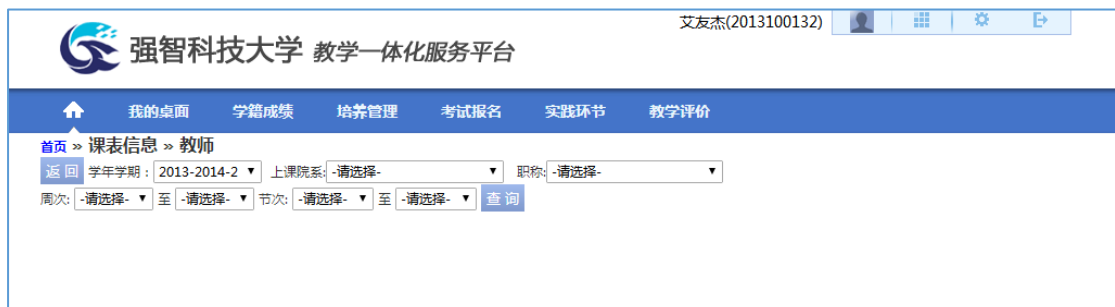 艾友杰(2013100132)
强智科技大学 教学一体化服务平台
我的桌面 学籍成绩 培养管理 考试报名 实践环节 教学评价
首页 » 课表信息 » 教师
返回 学年学期： 2013-2014-2 上课院系: -请选择- 职称: -请选择-
周次: -请选择- 至 -请选择- 节次: -请选择- 至 -请选择- 查询